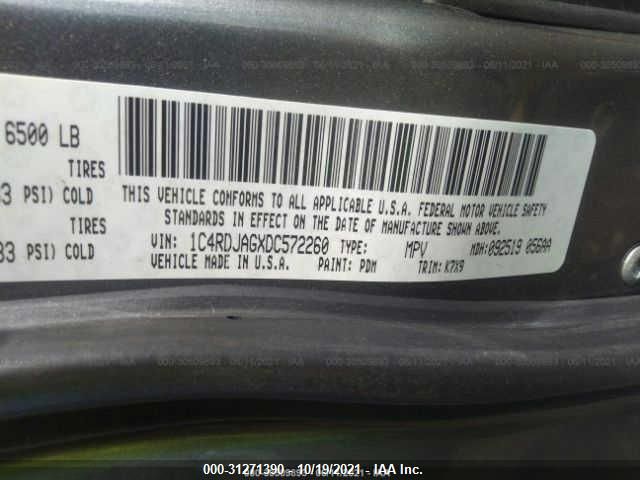 6500 LB
TIRES
33 PSI) COLD
TIRES
33 PSI) COLD
THIS VEHICLE CONFORMS TO ALL APPLICABLE U.S.A. FEDERAL MOTOR VEHICLE SAFETY
STANDARDS IN EFFECT ON THE DATE OF MANUFACTURE SHOWN ABOVE.
VIN: 1C4RDJAGXDC572260 TYPE: MPV MDH:092519 056AA
VEHICLE MADE IN U.S.A. PAINT: PDM TRIM: K7X9
000-31271390 - 10/19/2021 - IAA Inc.